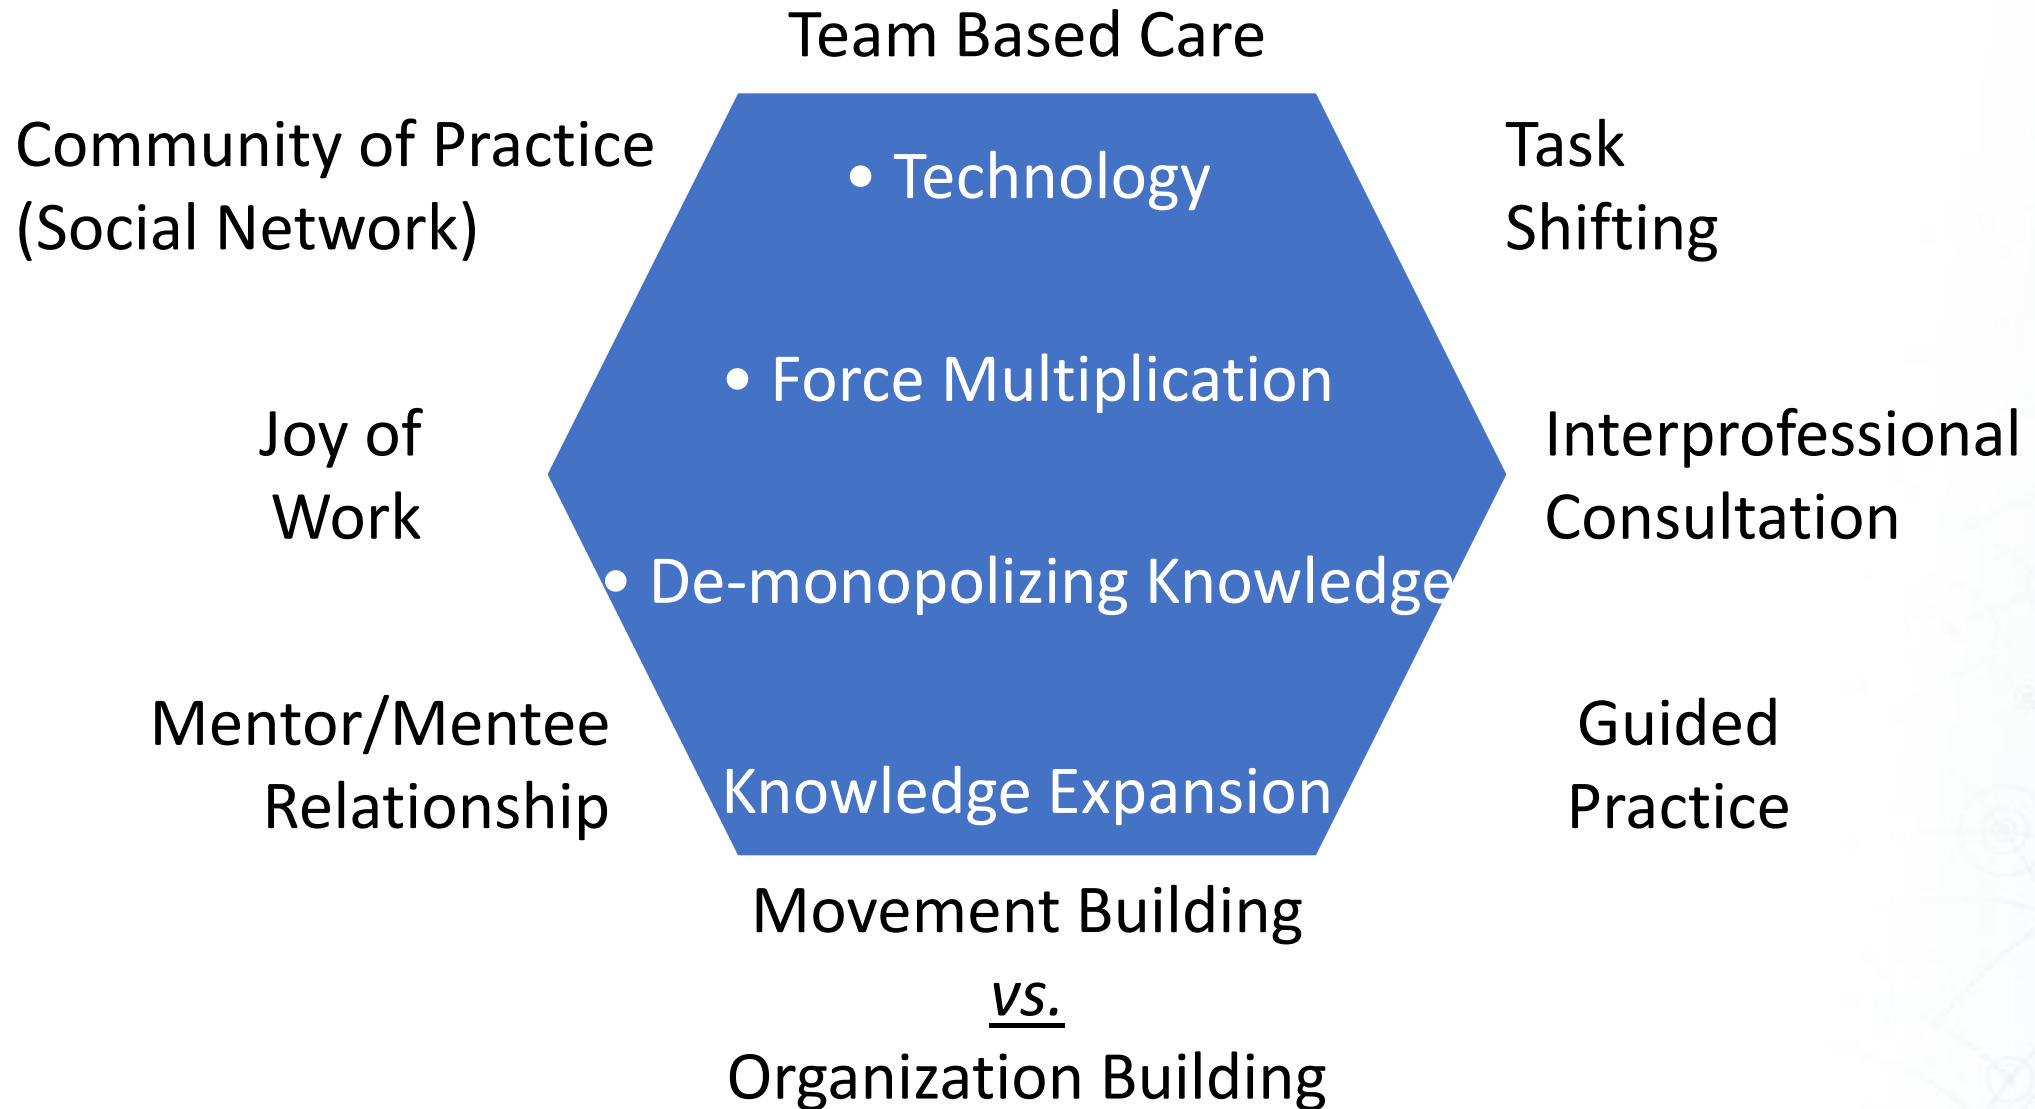 Team Based Care
Community of Practice
(Social Network)
• Technology
Task
Shifting
• Force Multiplication
Joy of
Work
Interprofessional
Consultation
• De-monopolizing Knowledge
Mentor/Mentee
Relationship
Knowledge Expansion
Guided
Practice
Movement Building
vs.
Organization Building